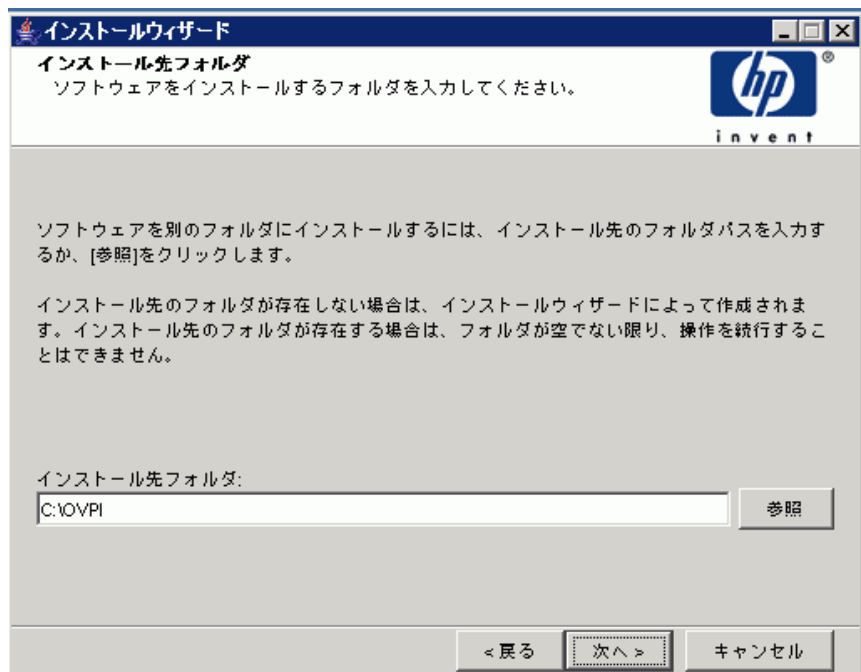 インストールウィザード
インストール先フォルダ
ソフトウェアをインストールするフォルダを入力してください。
hp
®
invent
ソフトウェアを別のフォルダにインストールするには、インストール先のフォルダパスを入力す
るか、[参照]をクリックします。
インストール先のフォルダが存在しない場合は、インストールウィザードによって作成されま
す。インストール先のフォルダが存在する場合は、フォルダが空でない限り、操作を続行するこ
とはできません。
インストール先フォルダ:
C:\OVPI
参照
<戻る
次へ>
キャンセル